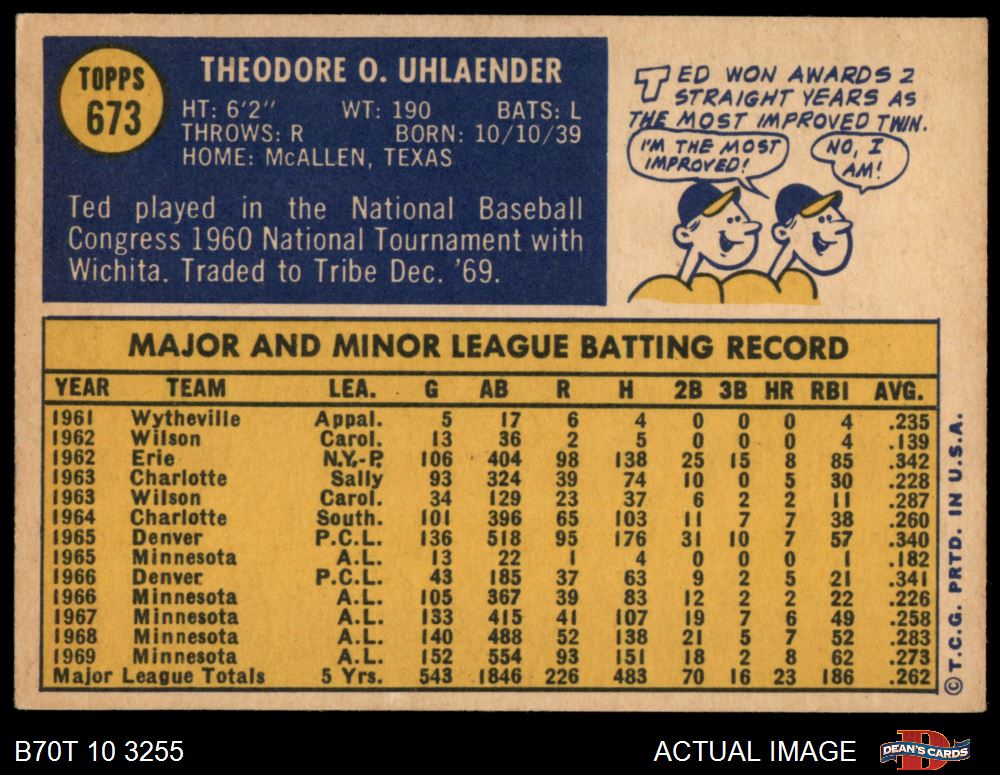 TOPPS
673
THEODORE O. UHLAENDER
HT: 6'2" WT: 190 BATS: L
THROWS: R BORN: 10/10/39
HOME: McALLEN, TEXAS
Ted played in the National Baseball
Congress 1960 National Tournament with
Wichita. Traded to Tribe Dec. '69.
TED WON AWARDS 2
STRAIGHT YEARS AS
THE MOST IMPROVED TWIN.
I'M THE MOST
IMPROVED!
NO, I
AM!
MAJOR AND MINOR LEAGUE BATTING RECORD
YEAR TEAM LEA. G AB R H 2B 3B HR RBI AVG.
1961 Wytheville Appal. 5 17 6 4 0 0 0 4 .235
1962 Wilson Carol. 13 36 2 5 0 0 0 4 .139
1962 Erie N.Y.-P. 106 404 98 138 25 15 8 85 .342
1963 Charlotte Sally 93 324 39 74 10 0 5 30 .228
1963 Wilson Carol. 34 129 23 37 6 2 2 11 .287
1964 Charlotte South. 101 396 65 103 11 7 7 38 .260
1965 Denver P.C.L. 136 518 95 176 31 10 7 57 .340
1965 Minnesota A.L. 13 22 1 4 0 0 0 1 .182
1966 Denver P.C.L. 43 185 37 63 9 2 5 21 .341
1966 Minnesota A.L. 105 367 39 83 12 2 2 22 .226
1967 Minnesota A.L. 133 415 41 107 19 7 6 49 .258
1968 Minnesota A.L. 140 488 52 138 21 5 7 52 .283
1969 Minnesota A.L. 152 554 93 151 18 2 8 62 .273
Major League Totals 5 Yrs. 543 1846 226 483 70 16 23 186 .262
© T.C.G. PRTD. IN U.S.A.
B70T 10 3255
ACTUAL IMAGE
D
DEAN'S CARDS